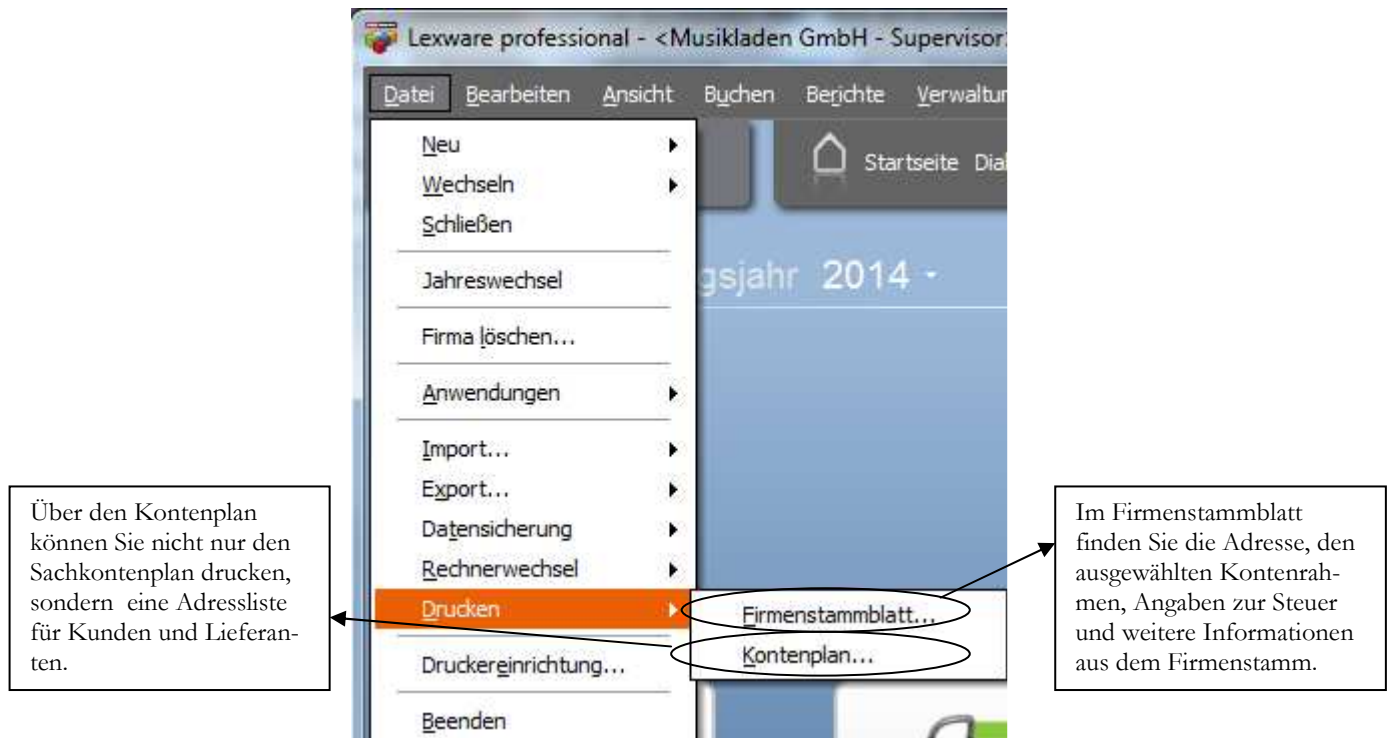 Lexware professional - <Musikladen GmbH - Supervisor>
Datei Bearbeiten Ansicht Buchen Berichte
Neu
Wechseln
Startseite
Schließen
Jahreswechsel
2014
Firma löschen...
Anwendungen
Import...
Export...
Datensicherung
Rechnerwechsel
Drucken
Firmenstammblatt...
Kontenplan...
Druckereinrichtung...
Beenden
Über den Kontenplan
können Sie nicht nur den
Sachkontenplan drucken,
sondern eine Adressliste
für Kunden und Lieferan-
ten.
Im Firmenstammblatt
finden Sie die Adresse, den
ausgewählten Kontenrah-
men, Angaben zur Steuer
und weitere Informationen
aus dem Firmenstamm.